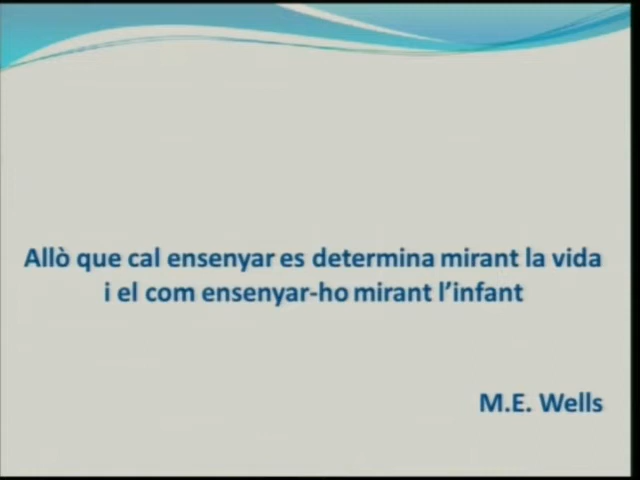 Allò que cal ensenyar es determina mirant la vida
i el com ensenyar-ho mirant l’infant
M.E. Wells